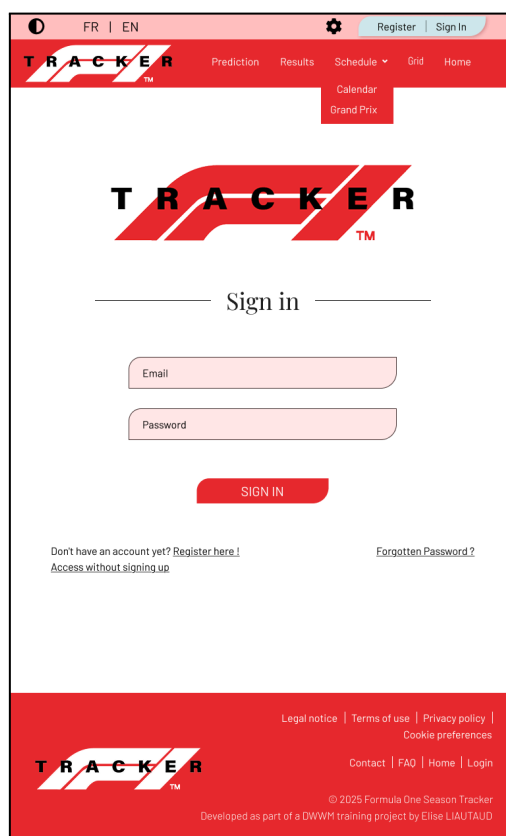 FR | EN
Register | Sign In
TRACKER
TM
Prediction Results Schedule Grid Home
Calendar
Grand Prix
TRACKER
TM
Sign in
Email
Password
SIGN IN
Don't have an account yet? Register here !
Access without signing up
Forgotten Password ?
Legal notice | Terms of use | Privacy policy |
Cookie preferences
TRACKER
TM
Contact | FAQ | Home | Login
© 2025 Formula One Season Tracker
Developed as part of a DWWM training project by Elise LIAUTAUD